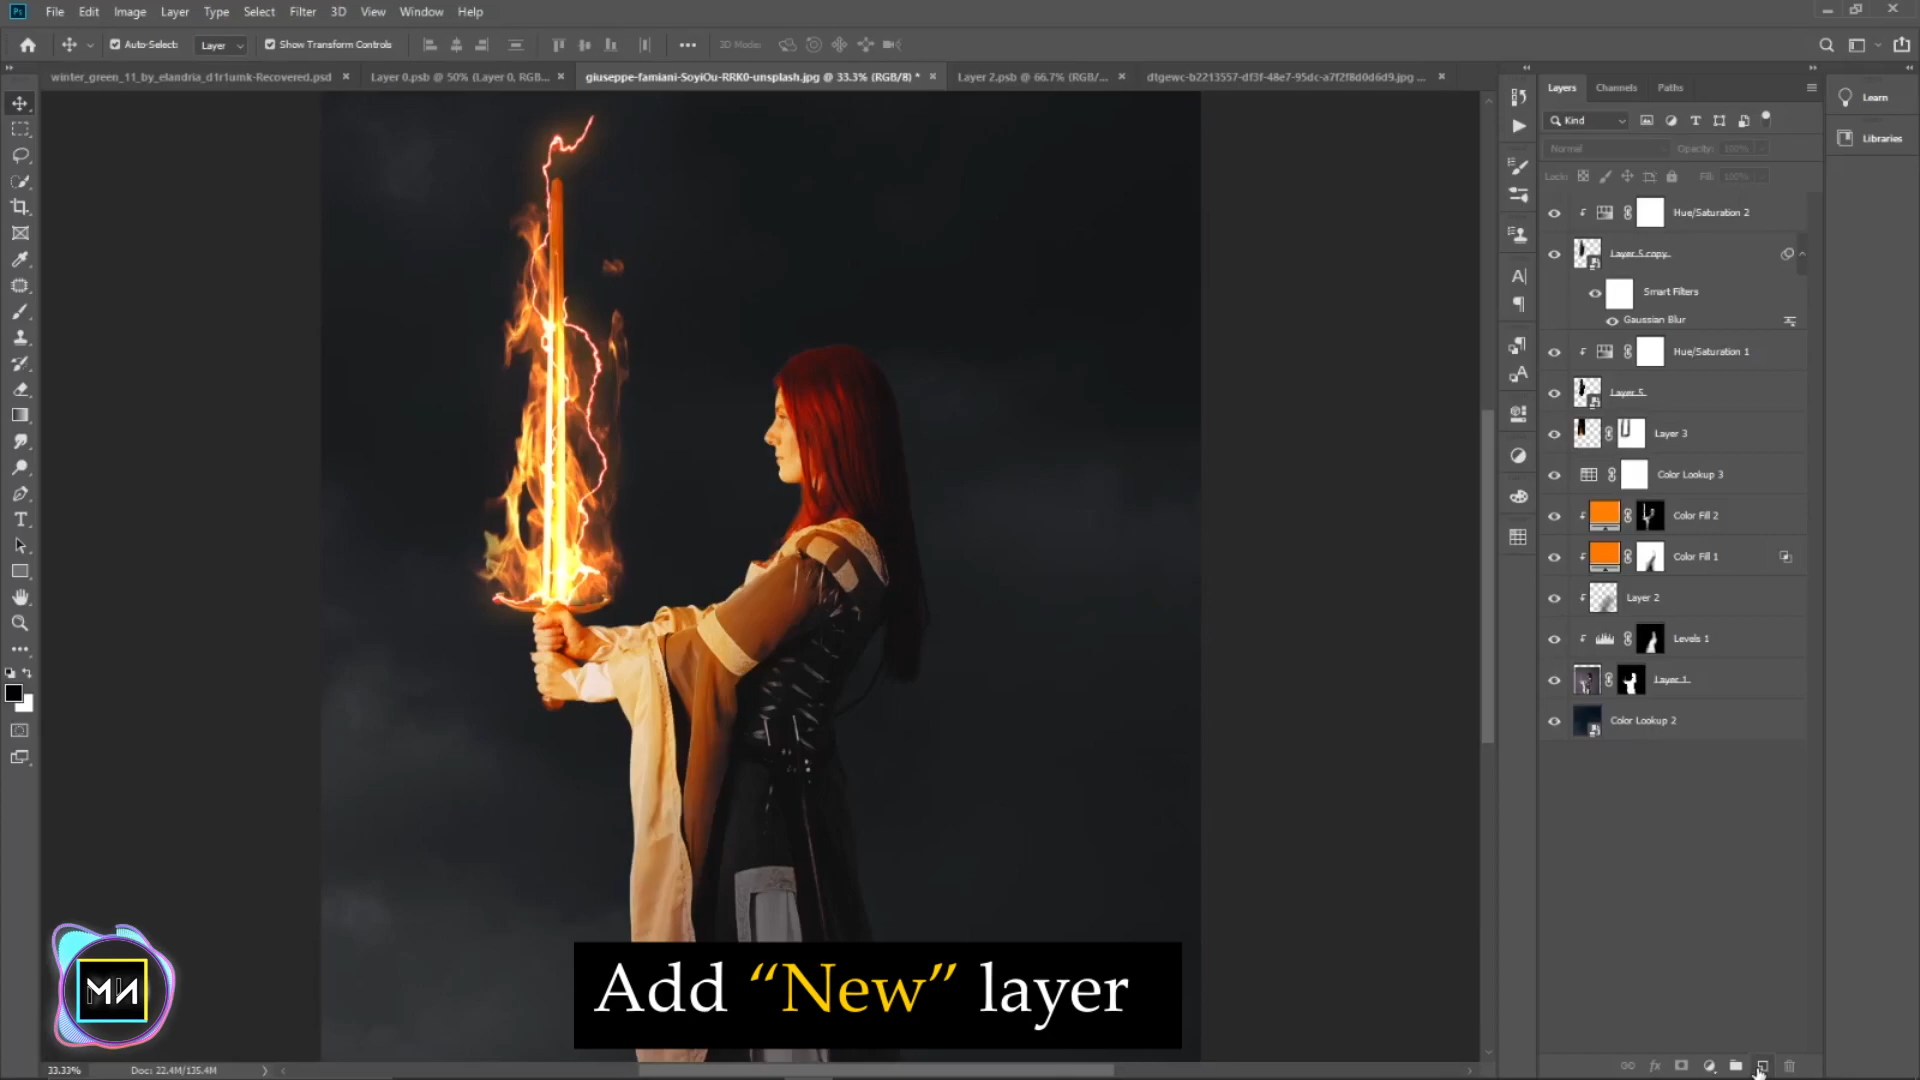 Ps File Edit Image Layer Type Select Filter 3D View Window Help
Auto-Select: Layer Show Transform Controls 3D Mode:
winter_green_11_by_elandria_d1r1umk-Recovered.psd Layer 0.psb @ 50% (Layer 0, RGB... giuseppe-famiani-SoyiOu-RRK0-unsplash.jpg @ 33.3% (RGB/8) * Layer 2.psb @ 66.7% (RGB/... dtgewc-b2213557-df3f-48e7-95dc-a7f2f8d0d6d9.jpg ...
Layers Channels Paths
Learn
Kind
Libraries
Normal Opacity: 100%
Lock: Fill: 100%
Hue/Saturation 2
Layer 5 copy
Smart Filters
Gaussian Blur
Hue/Saturation 1
Layer 5
Layer 3
Color Lookup 3
Color Fill 2
Color Fill 1
Layer 2
Levels 1
Layer 1
Color Lookup 2
Add “New” layer
33.33% Doc: 22.4M/135.4M